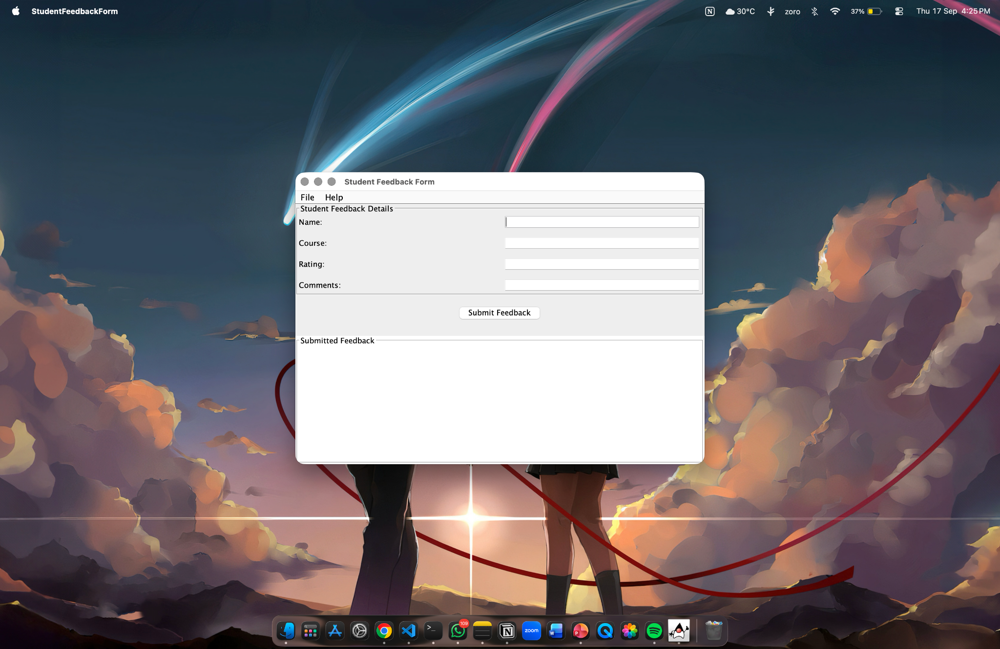 StudentFeedbackForm
30°C zoro 37% Thu 17 Sep 4:25 PM
Student Feedback Form
File Help
Student Feedback Details
Name:
Course:
Rating:
Comments:
Submit Feedback
Submitted Feedback
109
zoom
W
P